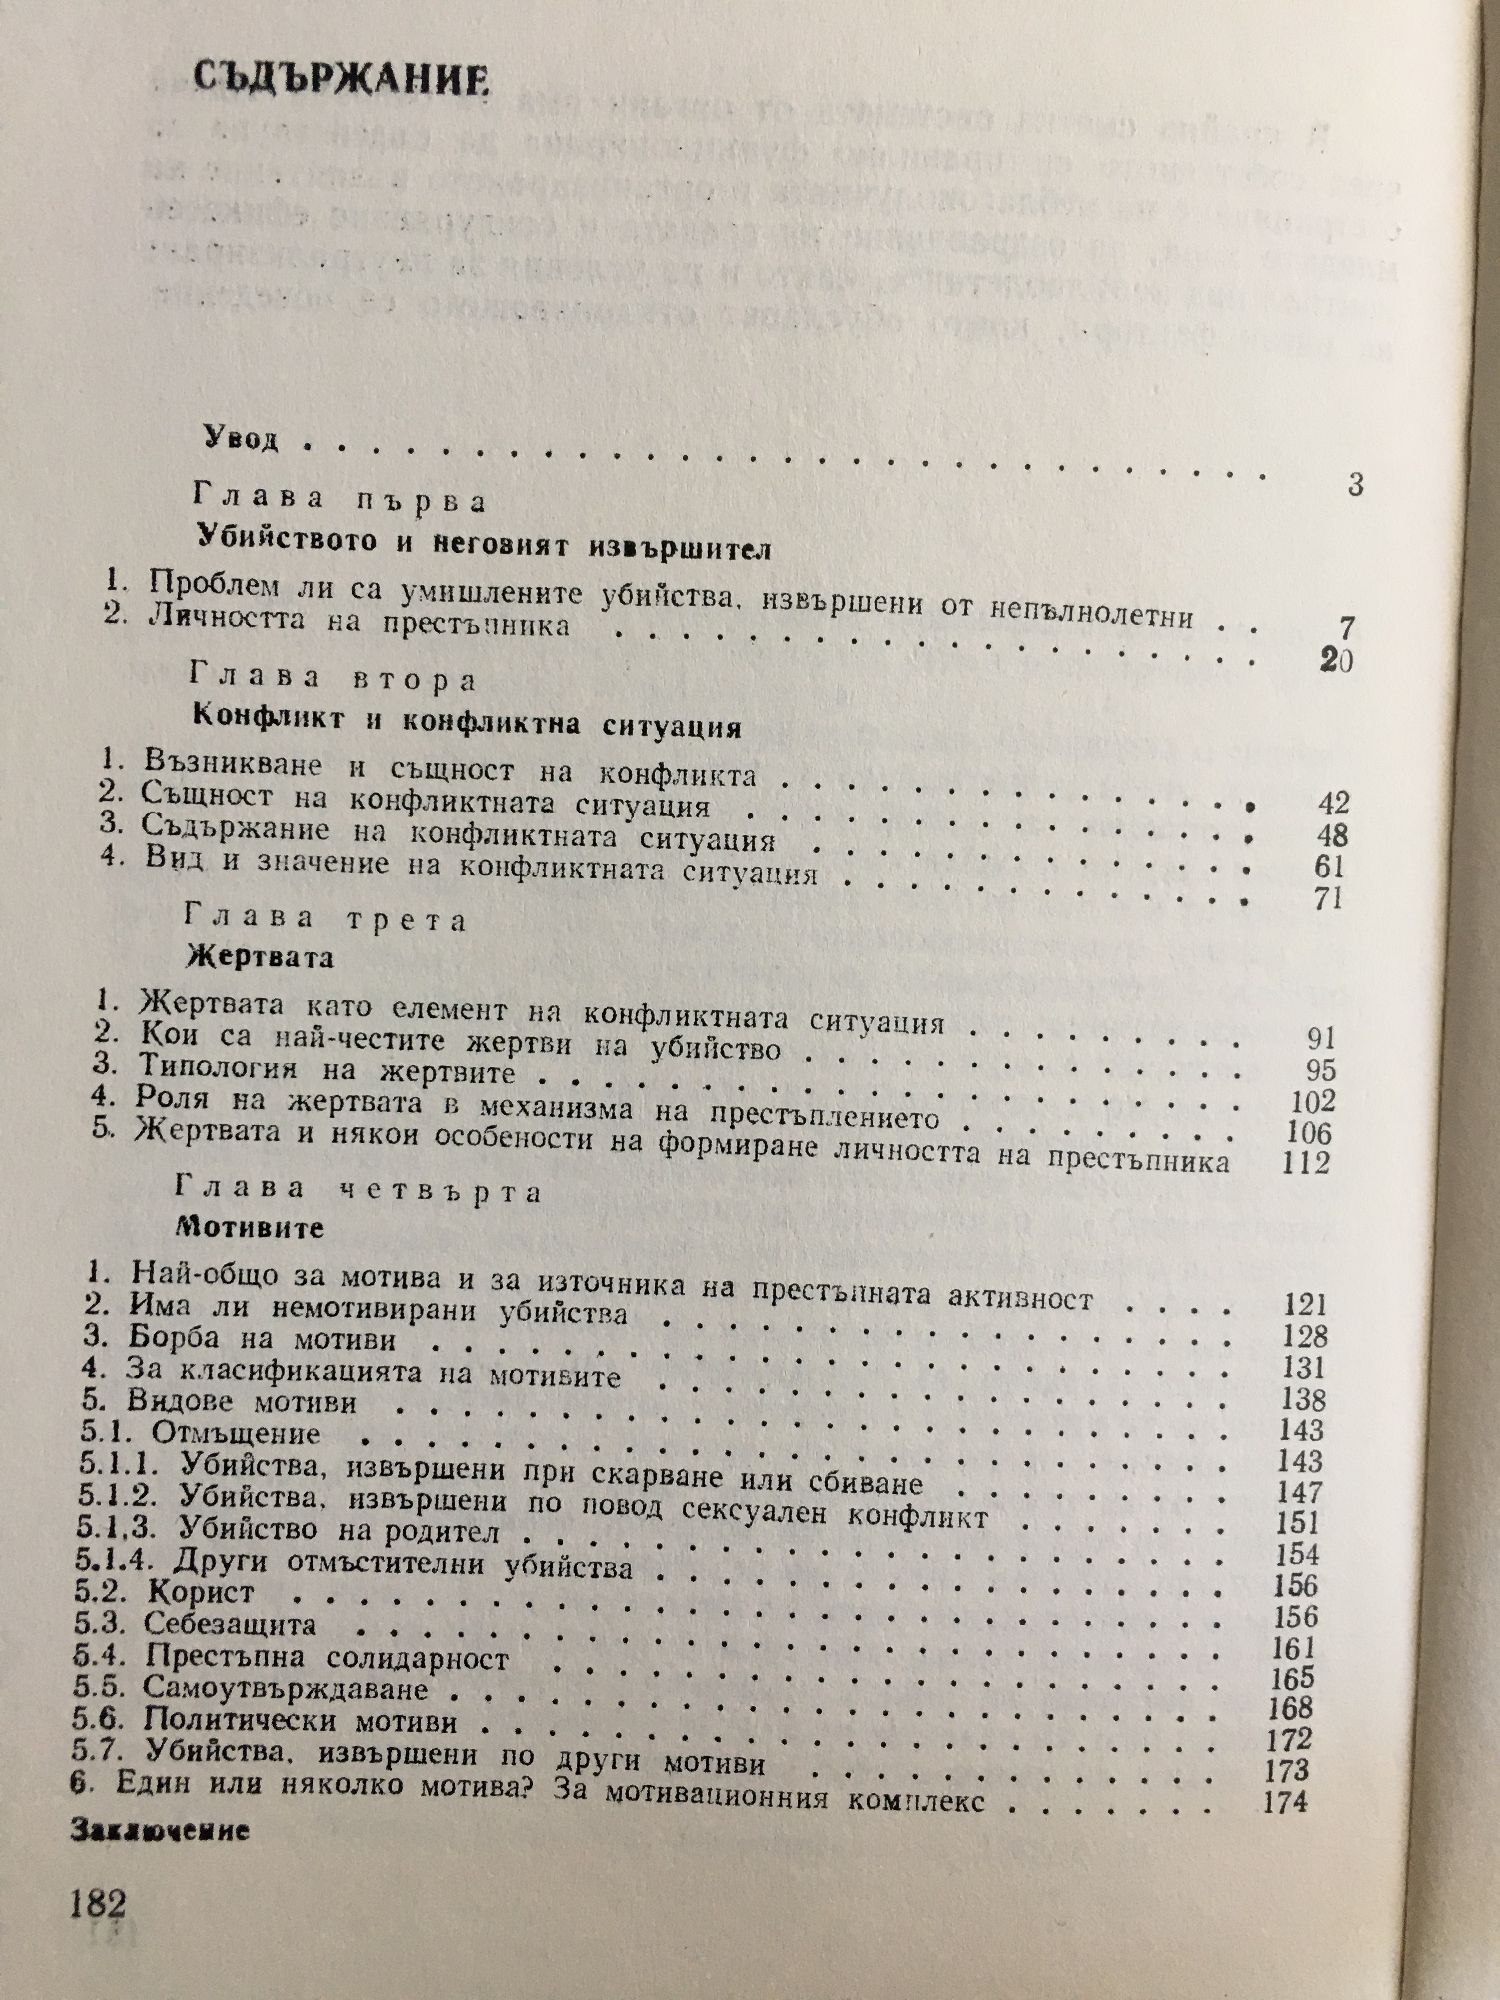 СЪДЪРЖАНИЕ
Увод . . . . . . . . . . . . . . . . . . . . . . . . . . . . . 3
Глава първа
Убийството и неговият извършител
1. Проблем ли са умишлените убийства, извършени от непълнолетни . . 7
2. Личността на престъпника . . . . . . . . . . . . . . . . . . . . 20
Глава втора
Конфликт и конфликтна ситуация
1. Възникване и същност на конфликта . . . . . . . . . . . . . . . 42
2. Същност на конфликтната ситуация . . . . . . . . . . . . . . . . 48
3. Съдържание на конфликтната ситуация . . . . . . . . . . . . . . 61
4. Вид и значение на конфликтната ситуация . . . . . . . . . . . . . 71
Глава трета
Жертвата
1. Жертвата като елемент на конфликтната ситуация . . . . . . . . . 91
2. Кои са най-честите жертви на убийство . . . . . . . . . . . . . . 95
3. Типология на жертвите . . . . . . . . . . . . . . . . . . . . . . 102
4. Роля на жертвата в механизма на престъплението . . . . . . . . . 106
5. Жертвата и някои особености на формиране личността на престъпника 112
Глава четвърта
Мотивите
1. Най-общо за мотива и за източника на престъпната активност . . . . 121
2. Има ли немотивирани убийства . . . . . . . . . . . . . . . . . . 128
3. Борба на мотиви . . . . . . . . . . . . . . . . . . . . . . . . . 131
4. За класификацията на мотивите . . . . . . . . . . . . . . . . . . 138
5. Видове мотиви . . . . . . . . . . . . . . . . . . . . . . . . . . 143
5.1. Отмъщение . . . . . . . . . . . . . . . . . . . . . . . . . . . 143
5.1.1. Убийства, извършени при скарване или сбиване . . . . . . . . . 147
5.1.2. Убийства, извършени по повод сексуален конфликт . . . . . . . 151
5.1.3. Убийство на родител . . . . . . . . . . . . . . . . . . . . . . 154
5.1.4. Други отмъстителни убийства . . . . . . . . . . . . . . . . . . 156
5.2. Корист . . . . . . . . . . . . . . . . . . . . . . . . . . . . . 156
5.3. Себезащита . . . . . . . . . . . . . . . . . . . . . . . . . . . 161
5.4. Престъпна солидарност . . . . . . . . . . . . . . . . . . . . . 165
5.5. Самоутвърждаване . . . . . . . . . . . . . . . . . . . . . . . . 168
5.6. Политически мотиви . . . . . . . . . . . . . . . . . . . . . . . 172
5.7. Убийства, извършени по други мотиви . . . . . . . . . . . . . 173
6. Един или няколко мотива? За мотивационния комплекс . . . . . . . 174
Заключение
182